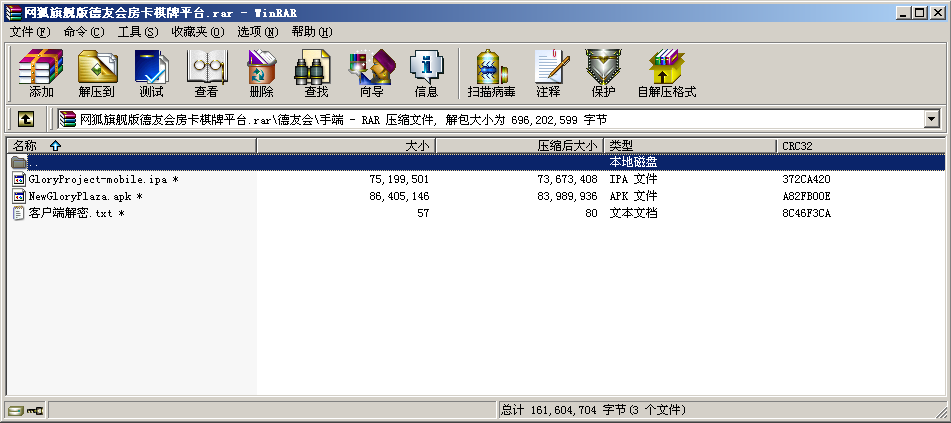 网狐旗舰版德友会房卡棋牌平台.rar - WinRAR
文件(F) 命令(C) 工具(S) 收藏夹(O) 选项(N) 帮助(H)
添加 解压到 测试 查看 删除 查找 向导 信息 扫描病毒 注释 保护 自解压格式
网狐旗舰版德友会房卡棋牌平台.rar\德友会\手端 - RAR 压缩文件, 解包大小为 696,202,599 字节
名称 大小 压缩后大小 类型 CRC32
.. 本地磁盘
GloryProject-mobile.ipa * 75,199,501 73,673,408 IPA 文件 372CA420
NewGloryPlaza.apk * 86,405,146 83,989,936 APK 文件 A82FB00E
客户端解密.txt * 57 80 文本文档 8C46F3CA
总计 161,604,704 字节(3 个文件)